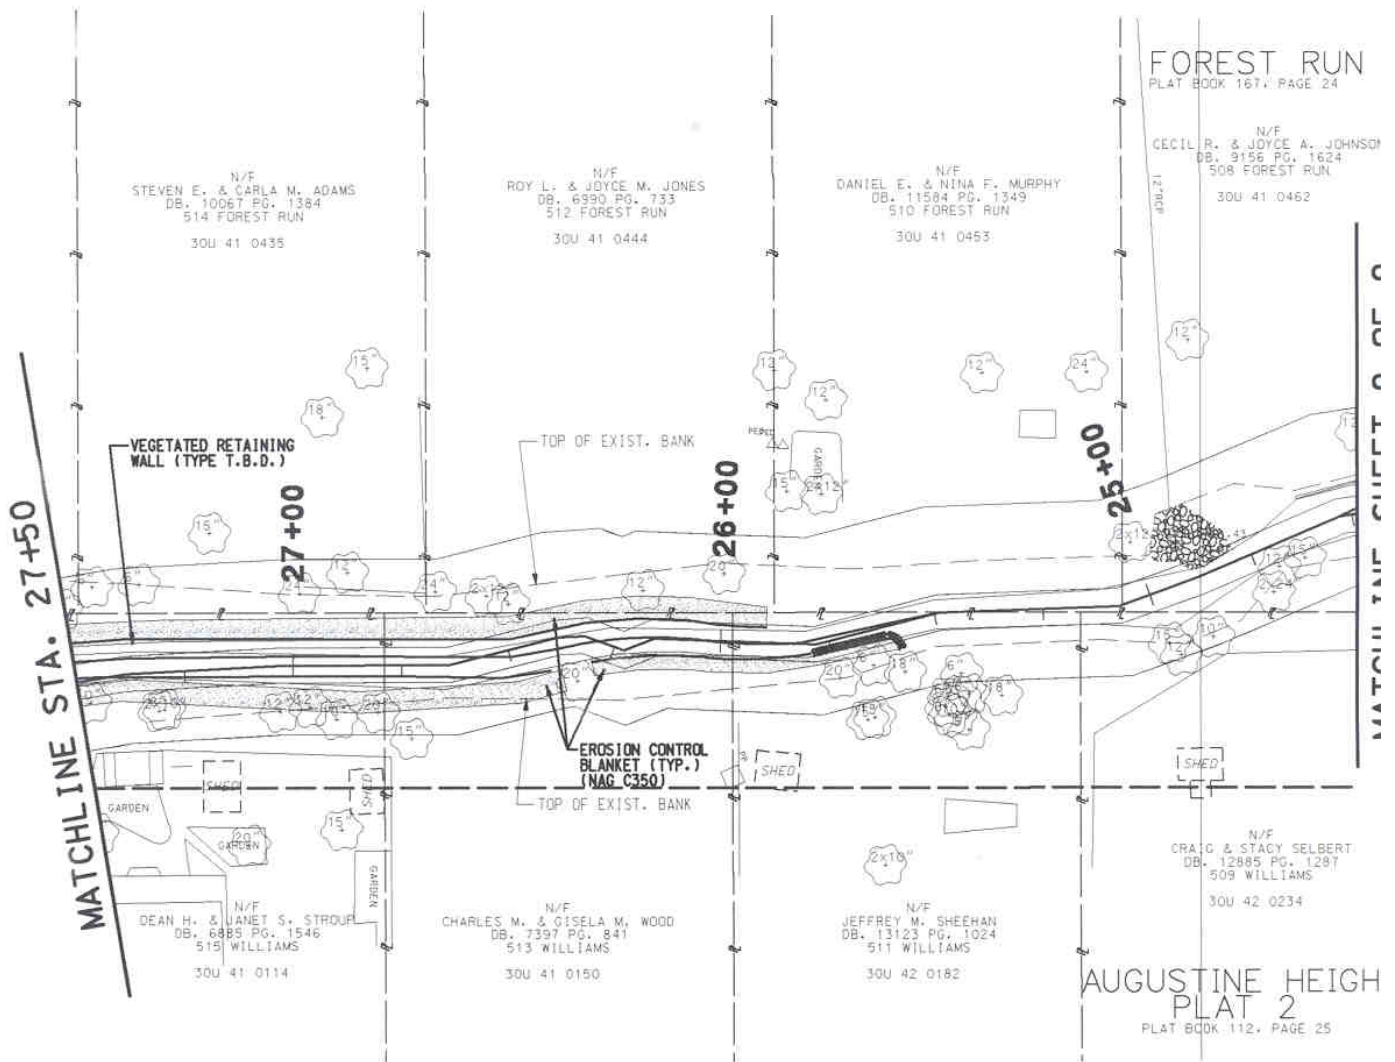 FOREST RUN
PLAT BOOK 167, PAGE 24
N/F
CECIL R. & JOYCE A. JOHNSON
DB. 9156 PG. 1624
508 FOREST RUN
30U 41 0462
N/F
STEVEN E. & CARLA M. ADAMS
DB. 10067 PG. 1384
514 FOREST RUN
30U 41 0435
N/F
ROY L. & JOYCE M. JONES
DB. 6990 PG. 733
512 FOREST RUN
30U 41 0444
N/F
DANIEL E. & NINA F. MURPHY
DB. 11584 PG. 1349
510 FOREST RUN
30U 41 0453
12"RCP
12"
15"
12"
12"
24"
12"
18"
VEGETATED RETAINING
WALL (TYPE T.B.D.)
TOP OF EXIST. BANK
GARDEN
15"
2x12"
25+00
26+00
27+00
15"
12"
24"
24"
12"
20"
15"
MATCHLINE STA. 27+50
20"
20"
18"
6"
18"
12"
15"
EROSION CONTROL
BLANKET (TYP.)
(NAG C350)
TOP OF EXIST. BANK
SHED
SHED
SHED
SHED
GARDEN
GARDEN
GARDEN
20"
15"
2x10"
N/F
DEAN H. & JANET S. STROUP
DB. 6885 PG. 1546
515 WILLIAMS
30U 41 0114
N/F
CHARLES M. & GISELA M. WOOD
DB. 7397 PG. 841
513 WILLIAMS
30U 41 0150
N/F
JEFFREY M. SHEEHAN
DB. 13123 PG. 1024
511 WILLIAMS
30U 42 0182
N/F
CRAIG & STACY SELBERT
DB. 12885 PG. 1287
509 WILLIAMS
30U 42 0234
AUGUSTINE HEIGH
PLAT 2
PLAT BOOK 112, PAGE 25